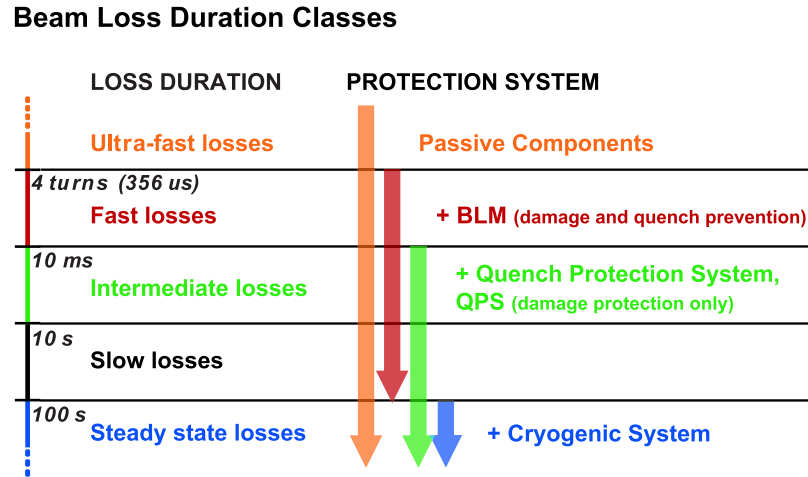 Beam Loss Duration Classes
LOSS DURATION PROTECTION SYSTEM
Ultra-fast losses Passive Components
4 turns (356 us)
Fast losses + BLM (damage and quench prevention)
10 ms
Intermediate losses + Quench Protection System,
QPS (damage protection only)
10 s
Slow losses
100 s
Steady state losses + Cryogenic System